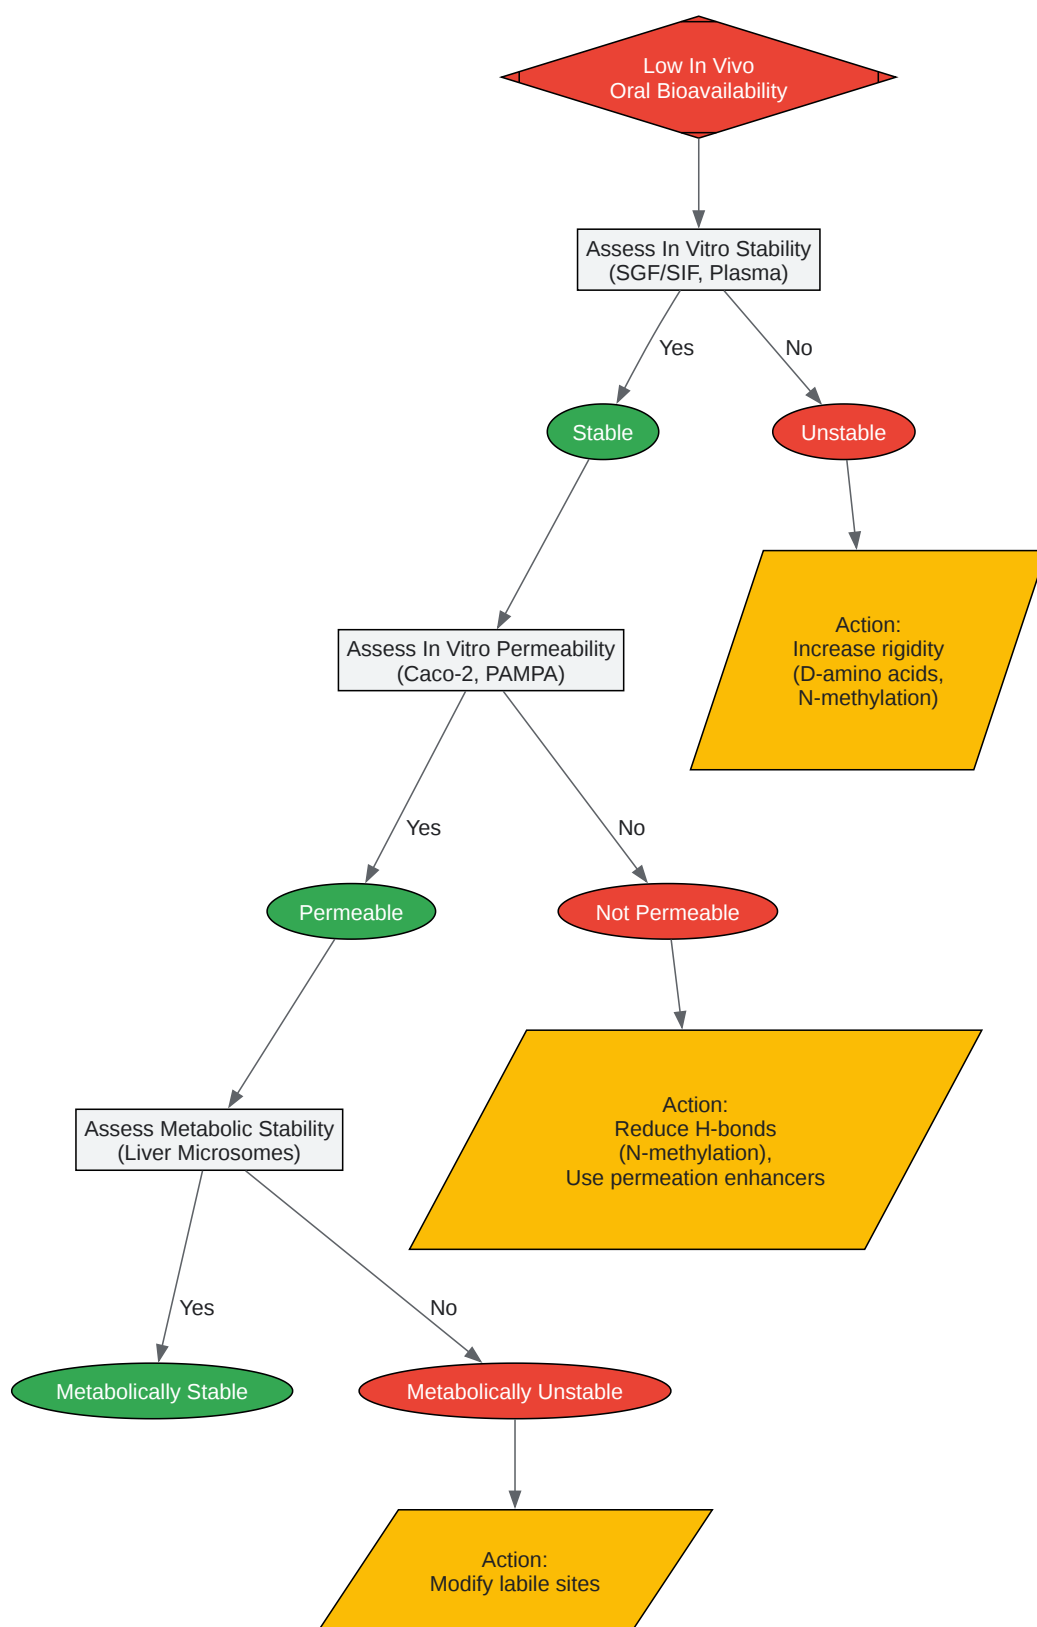 Low In Vivo
Oral Bioavailability
Assess In Vitro Stability
(SGF/SIF, Plasma)
Yes
No
Stable
Unstable
Action:
Increase rigidity
(D-amino acids,
N-methylation)
Assess In Vitro Permeability
(Caco-2, PAMPA)
Yes
No
Permeable
Not Permeable
Action:
Reduce H-bonds
(N-methylation),
Use permeation enhancers
Assess Metabolic Stability
(Liver Microsomes)
Yes
No
Metabolically Stable
Metabolically Unstable
Action:
Modify labile sites